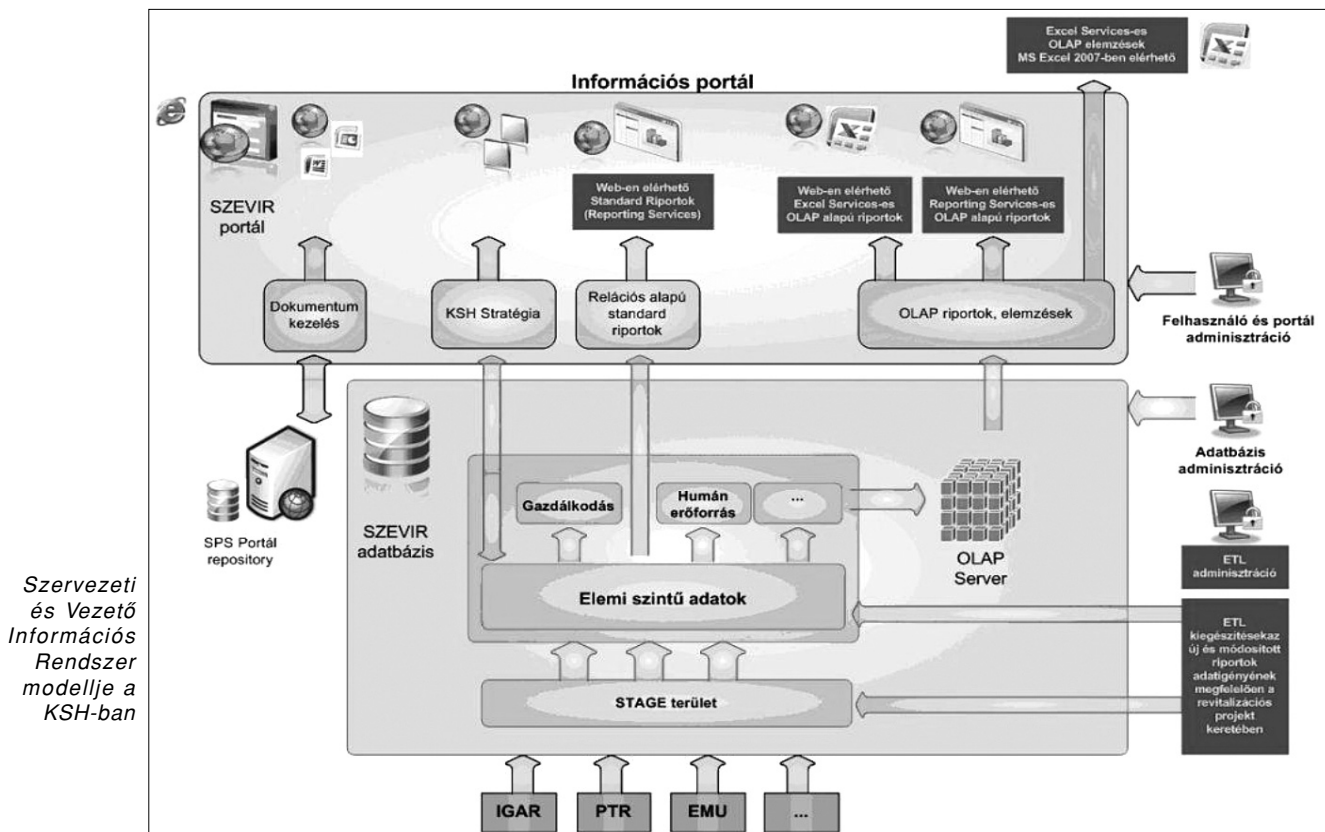 Excel Services-es
OLAP elemzések
MS Excel 2007-ben elérhető
Információs portál
SZEVIR
portál
Web-en elérhető
Standard Riportok
(Reporting Services)
Web-en elérhető
Excel Services-es
OLAP alapú riportok
Web-en elérhető
Reporting Services-es
OLAP alapú riportok
Dokumentum
kezelés
KSH Stratégia
Relációs alapú
standard
riportok
OLAP riportok, elemzések
Felhasználó és portál
adminisztráció
Adatbázis
adminisztráció
SPS Portál
repository
SZEVIR
adatbázis
Gazdálkodás
Humán
erőforrás
...
OLAP
Server
ETL
adminisztráció
Elemi szintű adatok
ETL
kiegészítésekaz
új és módosított
riportok
adatigényének
megfelelően a
revitalizációs
projekt
keretében
STAGE terület
IGAR
PTR
EMU
...
Szervezeti
és Vezető
Információs
Rendszer
modellje a
KSH-ban